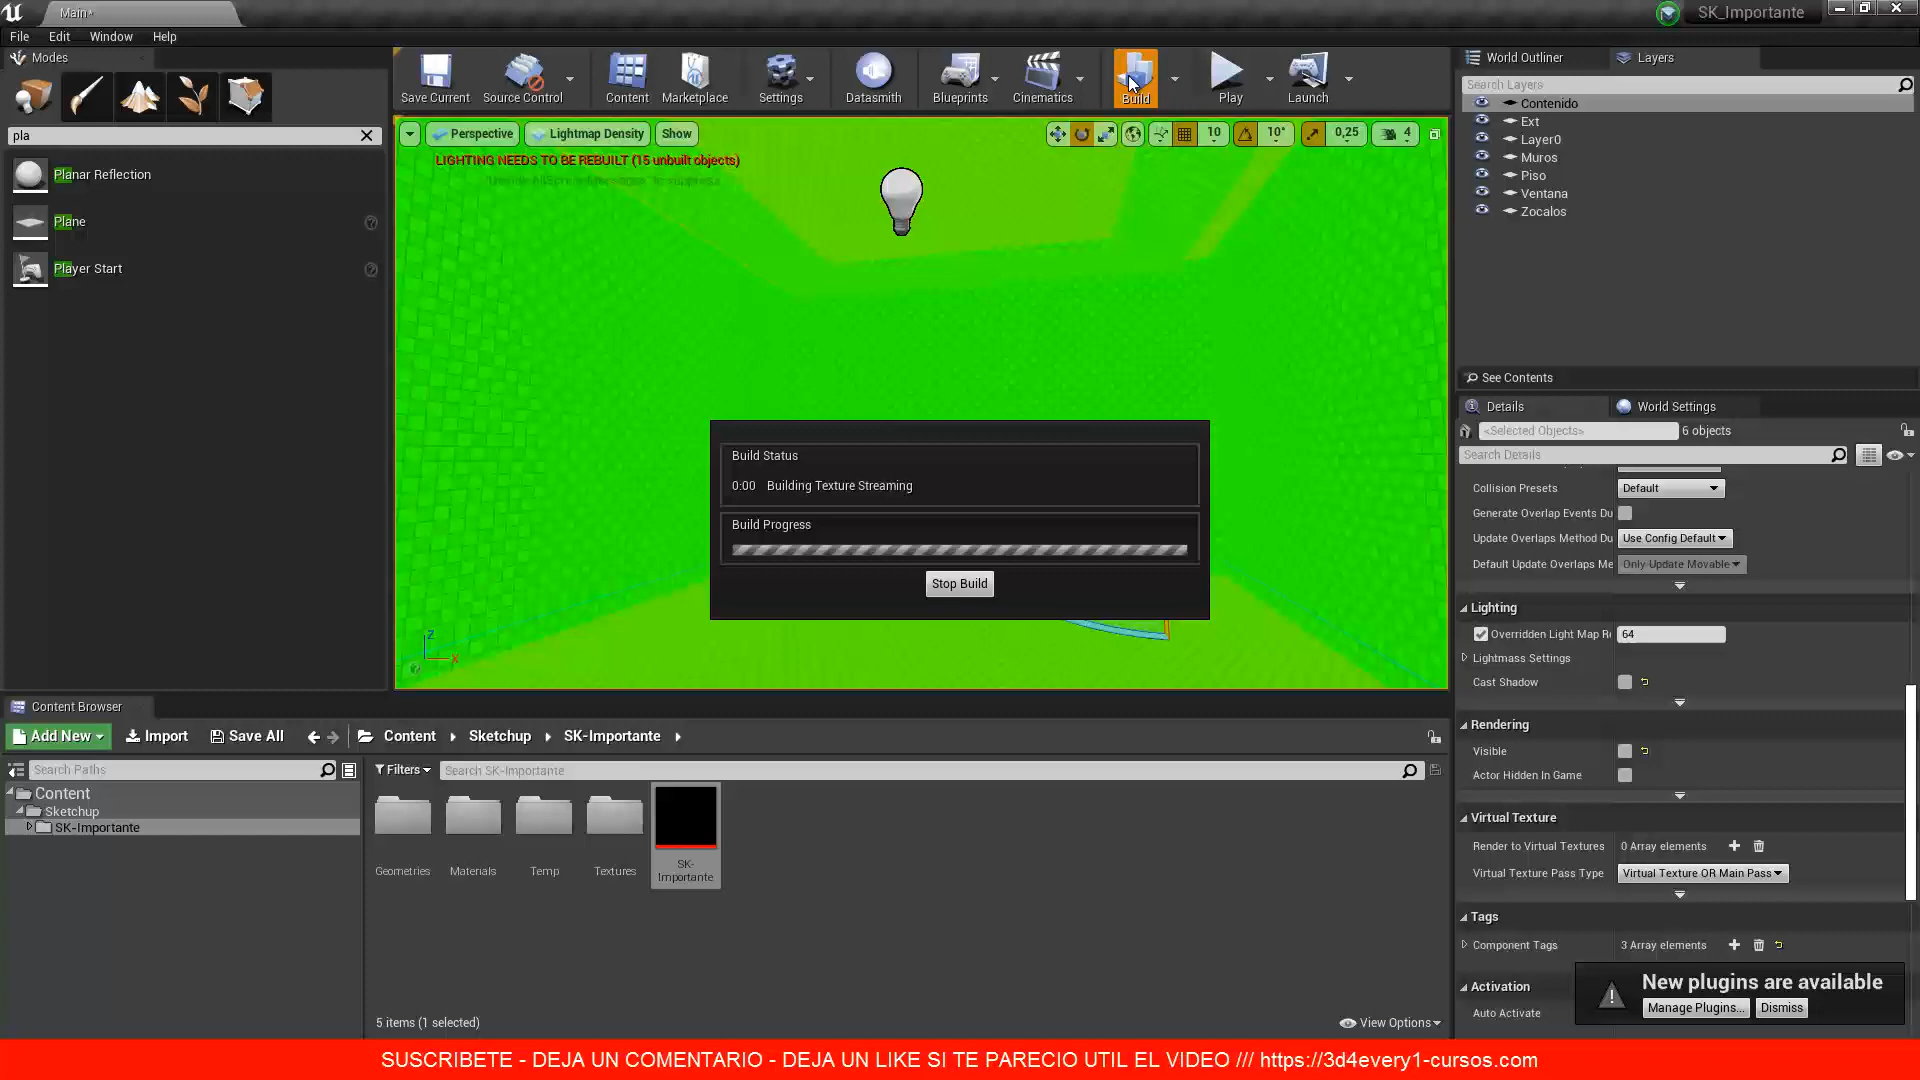 Main*
SK_Importante
File Edit Window Help
Modes
Save Current
Source Control
Content
Marketplace
Settings
Datasmith
Blueprints
Cinematics
Build
Play
Launch
World Outliner
Layers
Search Layers
Contenido
Ext
Layer0
Muros
Piso
Ventana
Zocalos
pla
Planar Reflection
Plane
Player Start
Perspective
Lightmap Density
Show
10
10°
0,25
4
LIGHTING NEEDS TO BE REBUILT (15 unbuilt objects)
Build Status
0:00 Building Texture Streaming
Build Progress
Stop Build
Z
X
See Contents
Details
World Settings
<Selected Objects>
6 objects
Search Details
Collision Presets
Default
Generate Overlap Events Du
Update Overlaps Method Du
Use Config Default
Default Update Overlaps Me
Only Update Movable
Lighting
Overridden Light Map R
64
Lightmass Settings
Cast Shadow
Rendering
Visible
Actor Hidden In Game
Virtual Texture
Render to Virtual Textures
0 Array elements
Virtual Texture Pass Type
Virtual Texture OR Main Pass
Tags
Component Tags
3 Array elements
Activation
Auto Activate
New plugins are available
Manage Plugins...
Dismiss
Content Browser
Add New
Import
Save All
Content
Sketchup
SK-Importante
Search Paths
Filters
Search SK-Importante
Content
Sketchup
SK-Importante
Geometries
Materials
Temp
Textures
SK-
Importante
5 items (1 selected)
View Options
SUSCRIBETE - DEJA UN COMENTARIO - DEJA UN LIKE SI TE PARECIO UTIL EL VIDEO /// https://3d4every1-cursos.com